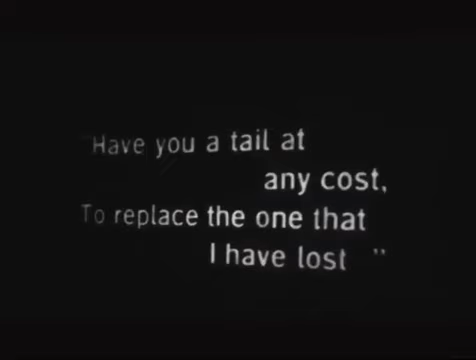 "Have you a tail at
any cost,
To replace the one that
I have lost "